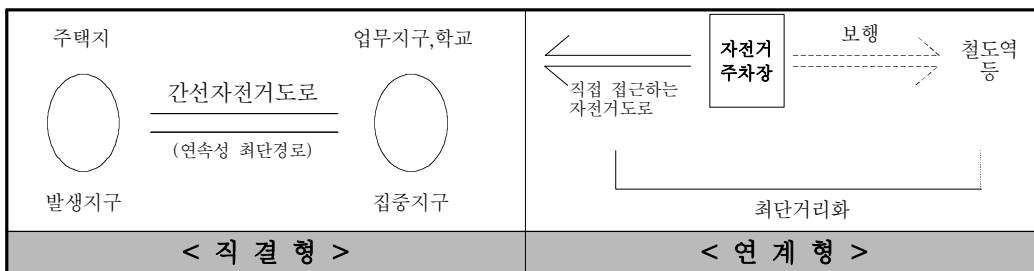 주택지
업무지구,학교
간선자전거도로
(연속성 최단경로)
발생지구
집중지구
< 직 결 형 >
자전거
주차장
보행
철도역
등
직접 접근하는
자전거도로
최단거리화
< 연 계 형 >